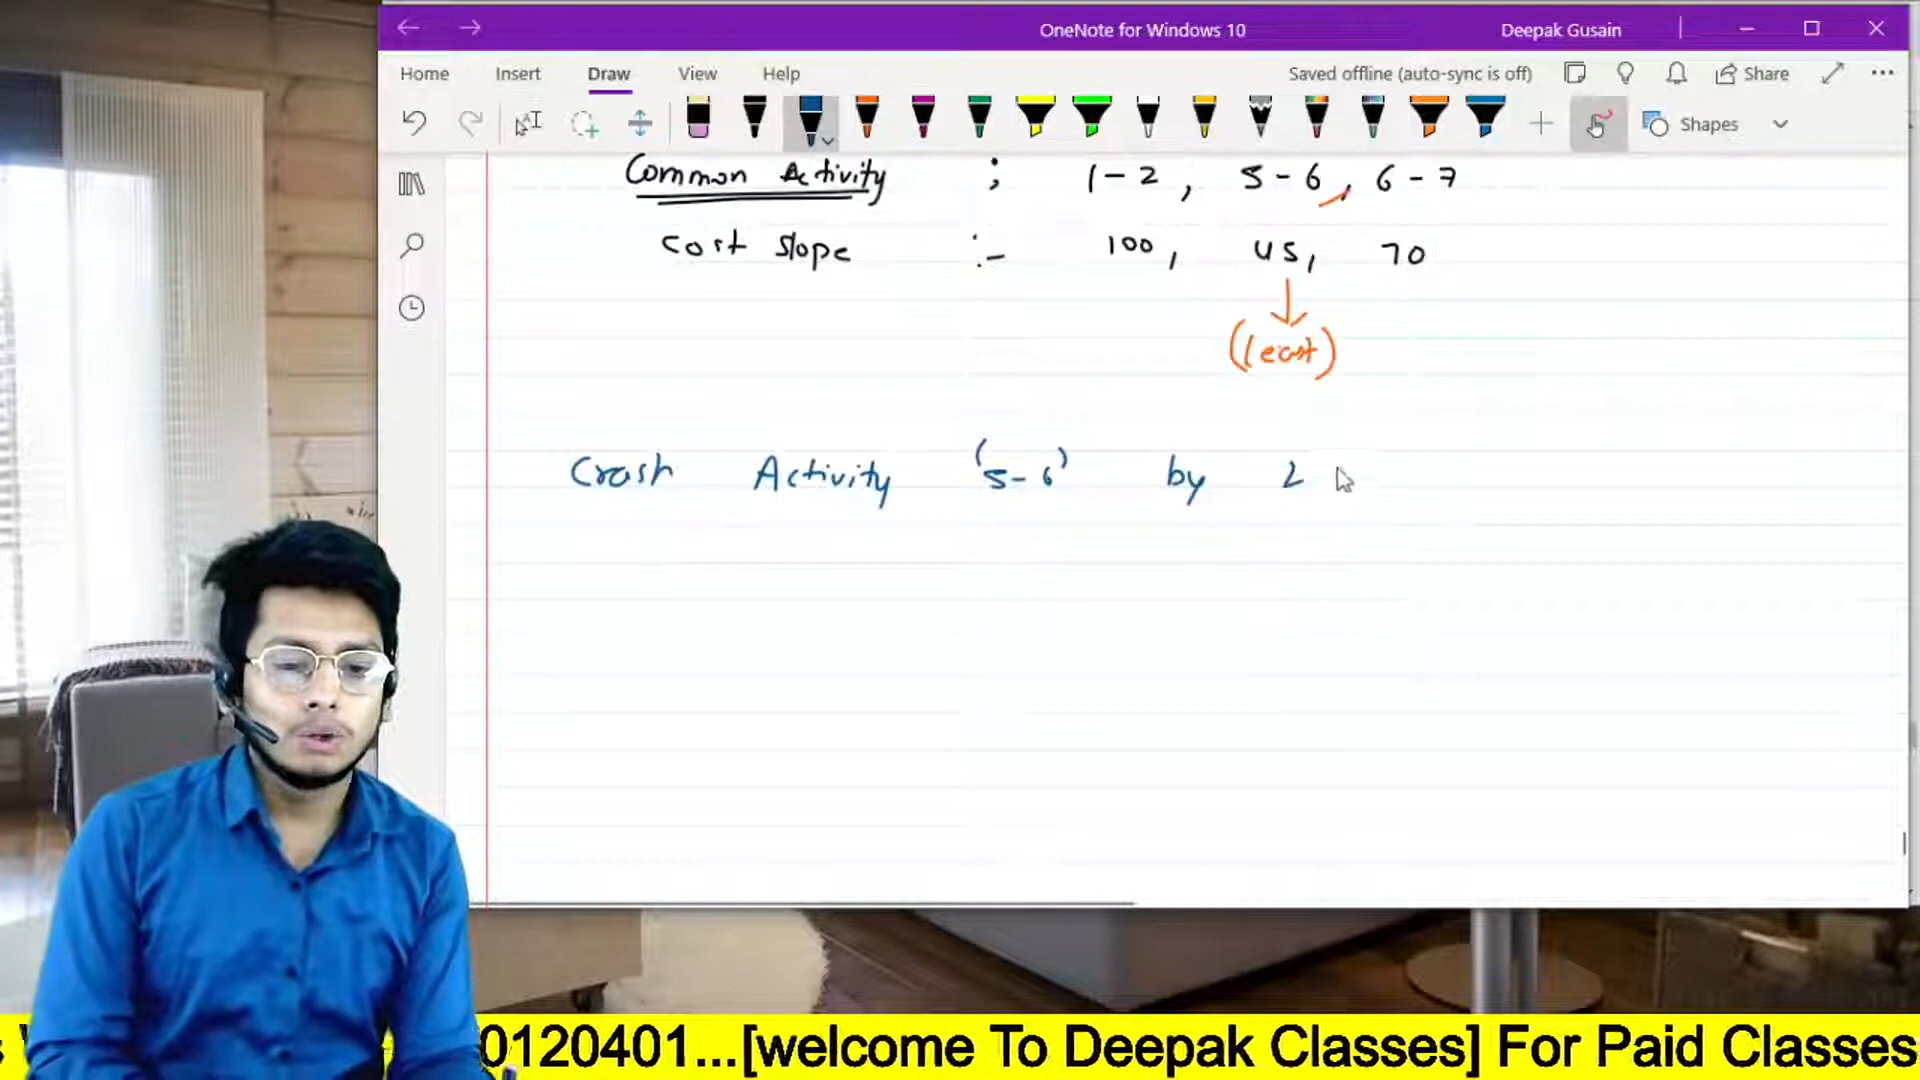 OneNote for Windows 10 Deepak Gusain
Home Insert Draw View Help Saved offline (auto-sync is off) Share
Shapes
Common Activity ; 1-2, 5-6, 6-7
Cost Slope :- 100, 45, 70
(least)
Crash Activity (5-6) by 2
0120401...[welcome To Deepak Classes] For Paid Classes